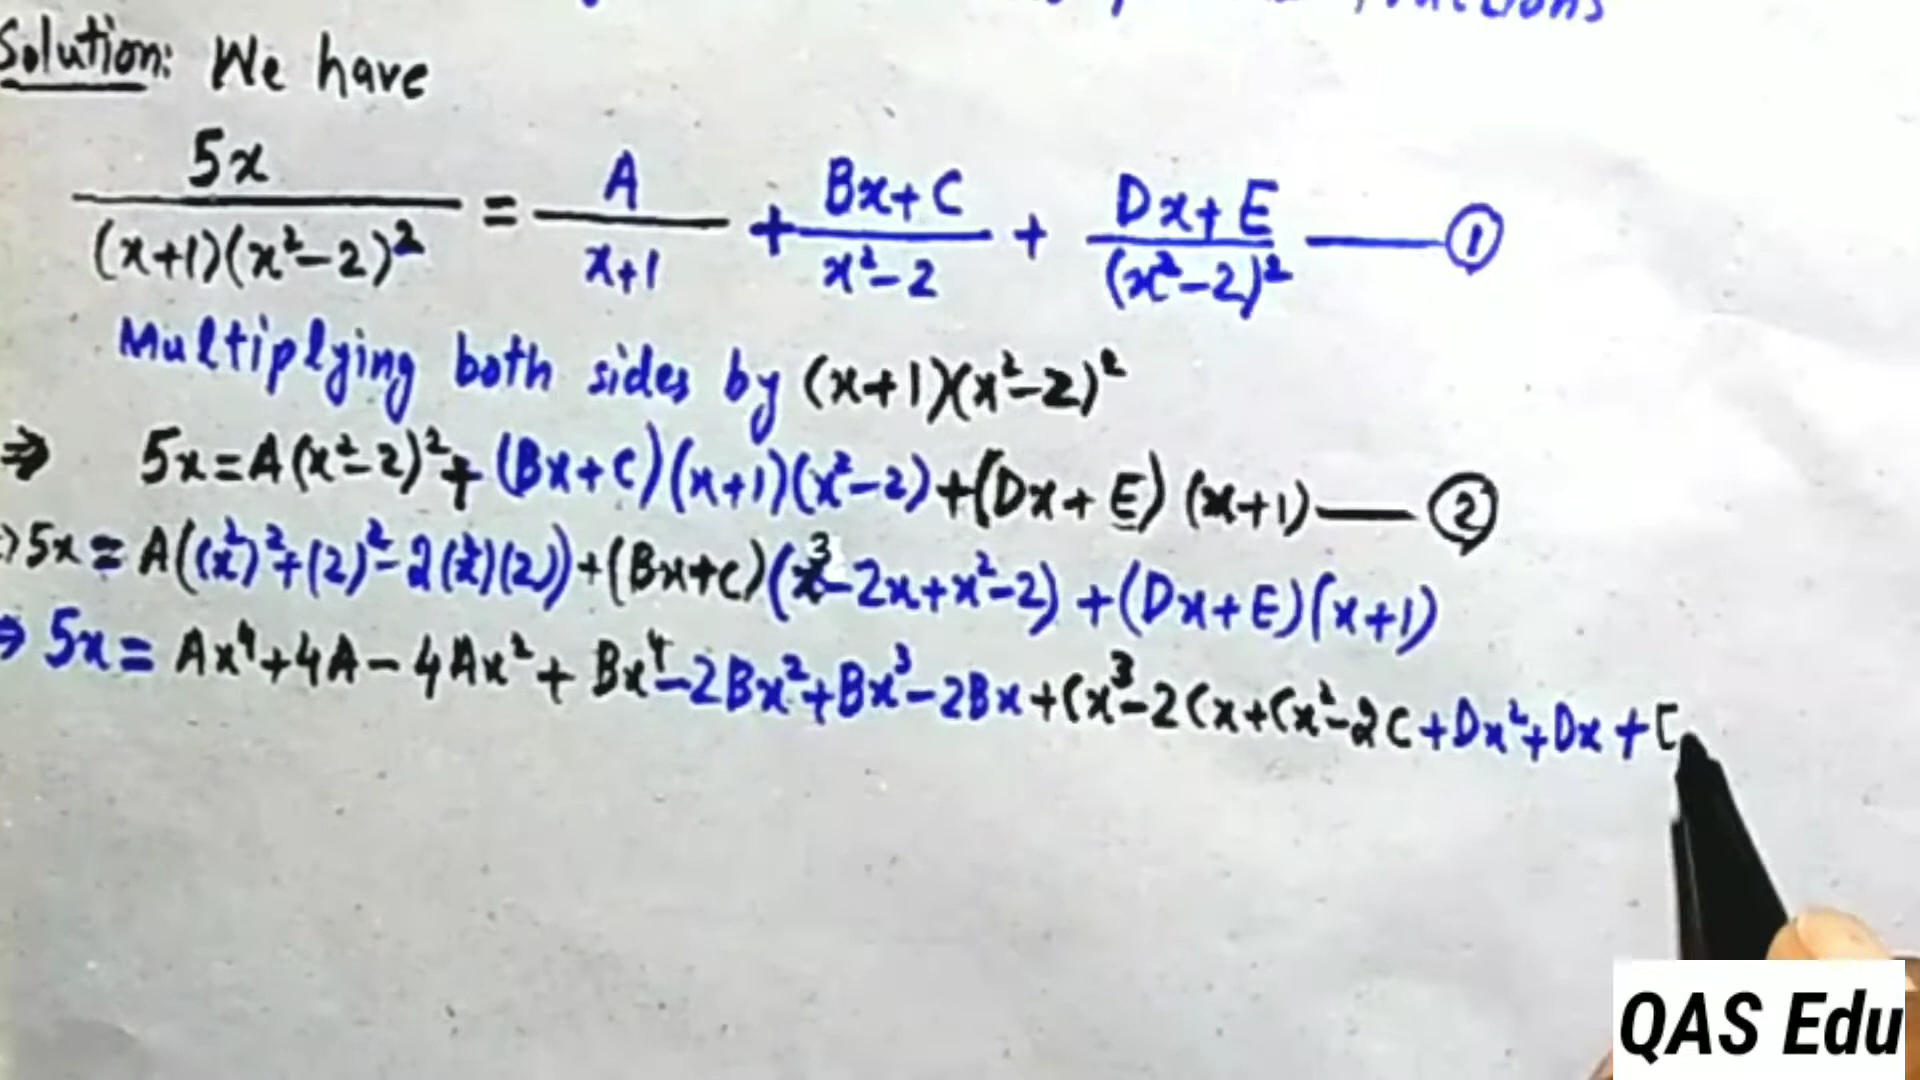 fractions
Solution: We have
5x / (x+1)(x²-2)² = A / x+1 + Bx+C / x²-2 + Dx+E / (x²-2)² —— ①
Multiplying both sides by (x+1)(x²-2)²
⇒ 5x=A(x²-2)²+(Bx+C)(x+1)(x²-2)+(Dx+E)(x+1)—— ②
⇒5x = A((x²)²+(2)²-2(x²)(2))+(Bx+C)(x³-2x+x²-2)+(Dx+E)(x+1)
⇒ 5x = Ax⁴+4A-4Ax²+Bx⁴-2Bx²+Bx³-2Bx+Cx³-2Cx+Cx²-2C+Dx²+Dx+
QAS Edu